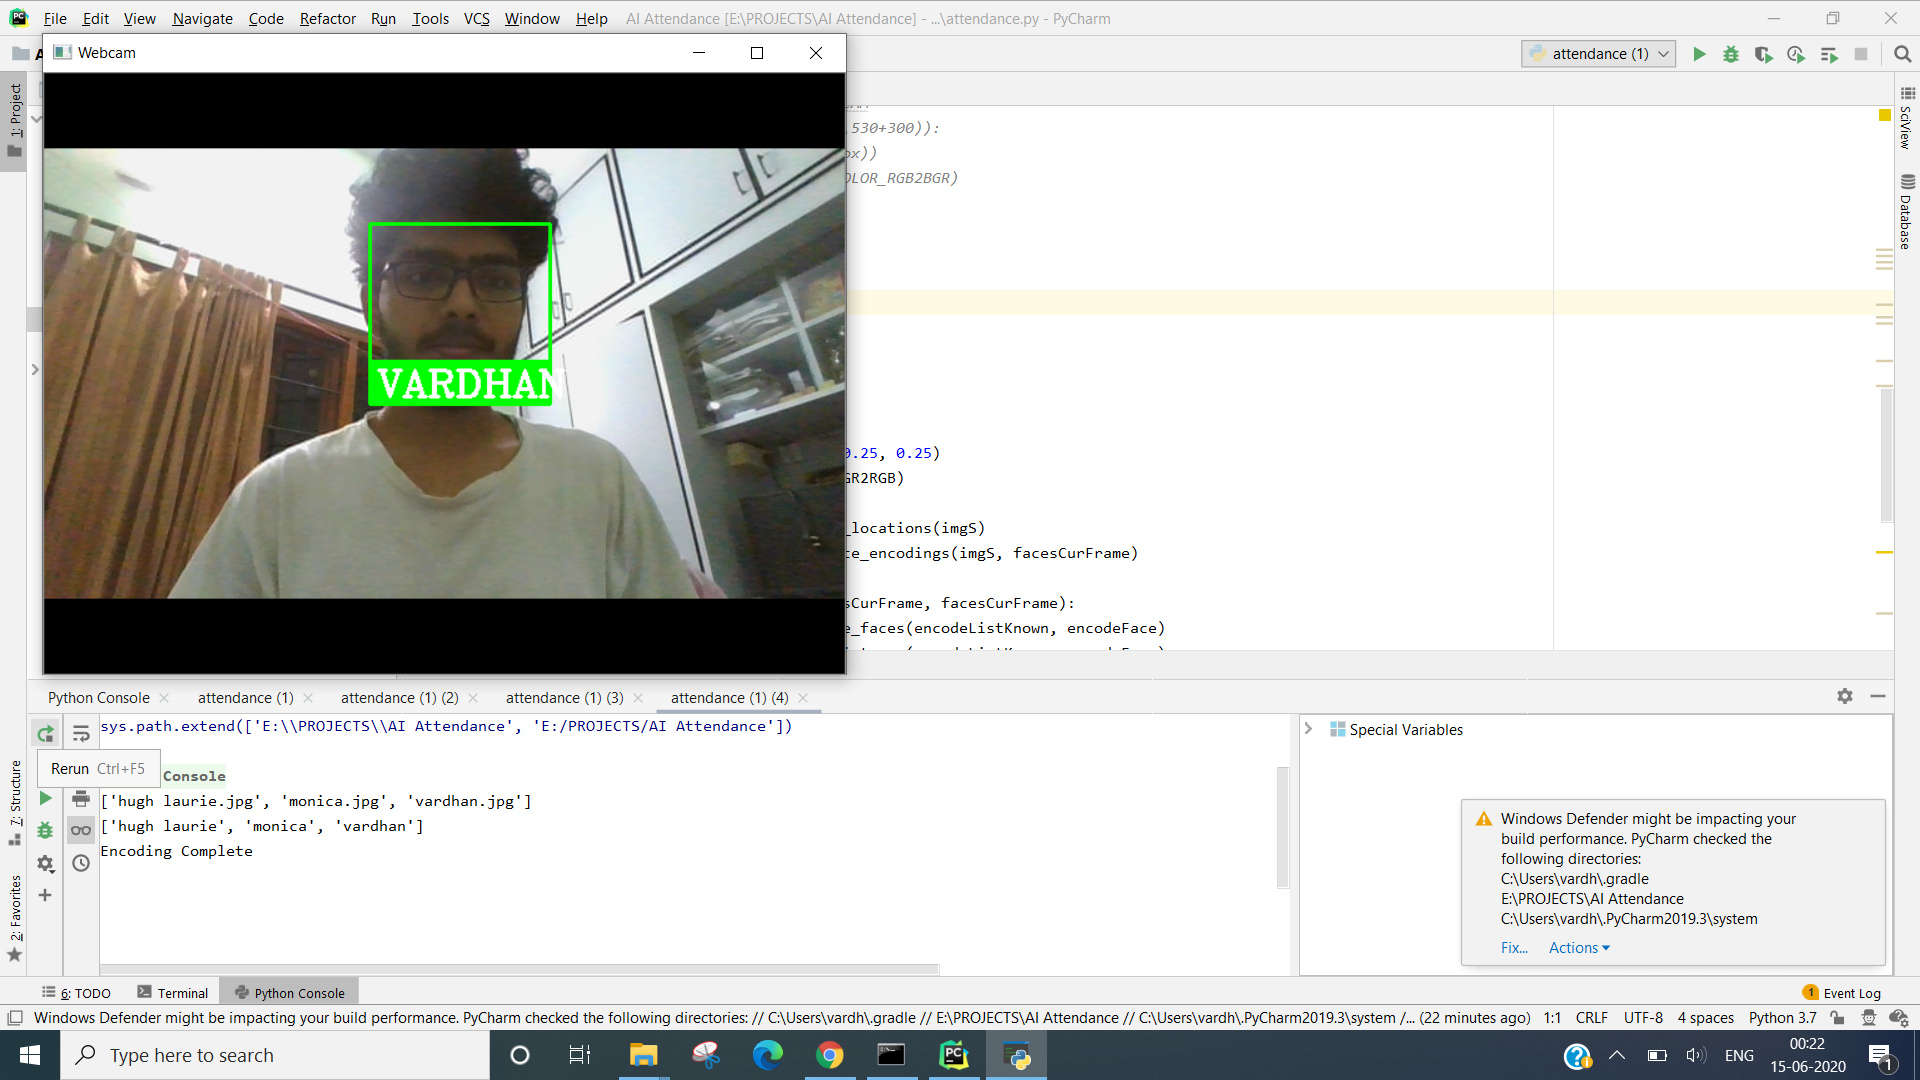 File Edit View Navigate Code Refactor Run Tools VCS Window Help AI Attendance [E:\PROJECTS\AI Attendance] - ...\attendance.py - PyCharm
Webcam
attendance (1)
1: Project
530+300)):
ox))
OLOR_RGB2BGR)
SciView
Database
VARDHAN
0.25, 0.25)
GR2RGB)
_locations(imgS)
ce_encodings(imgS, facesCurFrame)
sCurFrame, facesCurFrame):
e_faces(encodeListKnown, encodeFace)
Python Console attendance (1) attendance (1) (2) attendance (1) (3) attendance (1) (4)
sys.path.extend(['E:\\PROJECTS\\AI Attendance', 'E:/PROJECTS/AI Attendance'])
Special Variables
Rerun Ctrl+F5
Console
['hugh laurie.jpg', 'monica.jpg', 'vardhan.jpg']
['hugh laurie', 'monica', 'vardhan']
Encoding Complete
7: Structure
2: Favorites
Windows Defender might be impacting your
build performance. PyCharm checked the
following directories:
C:\Users\vardh\.gradle
E:\PROJECTS\AI Attendance
C:\Users\vardh\.PyCharm2019.3\system
Fix... Actions
6: TODO Terminal Python Console
1 Event Log
Windows Defender might be impacting your build performance. PyCharm checked the following directories: // C:\Users\vardh\.gradle // E:\PROJECTS\AI Attendance // C:\Users\vardh\.PyCharm2019.3\system /... (22 minutes ago) 1:1 CRLF UTF-8 4 spaces Python 3.7
Type here to search
ENG
00:22
15-06-2020
1